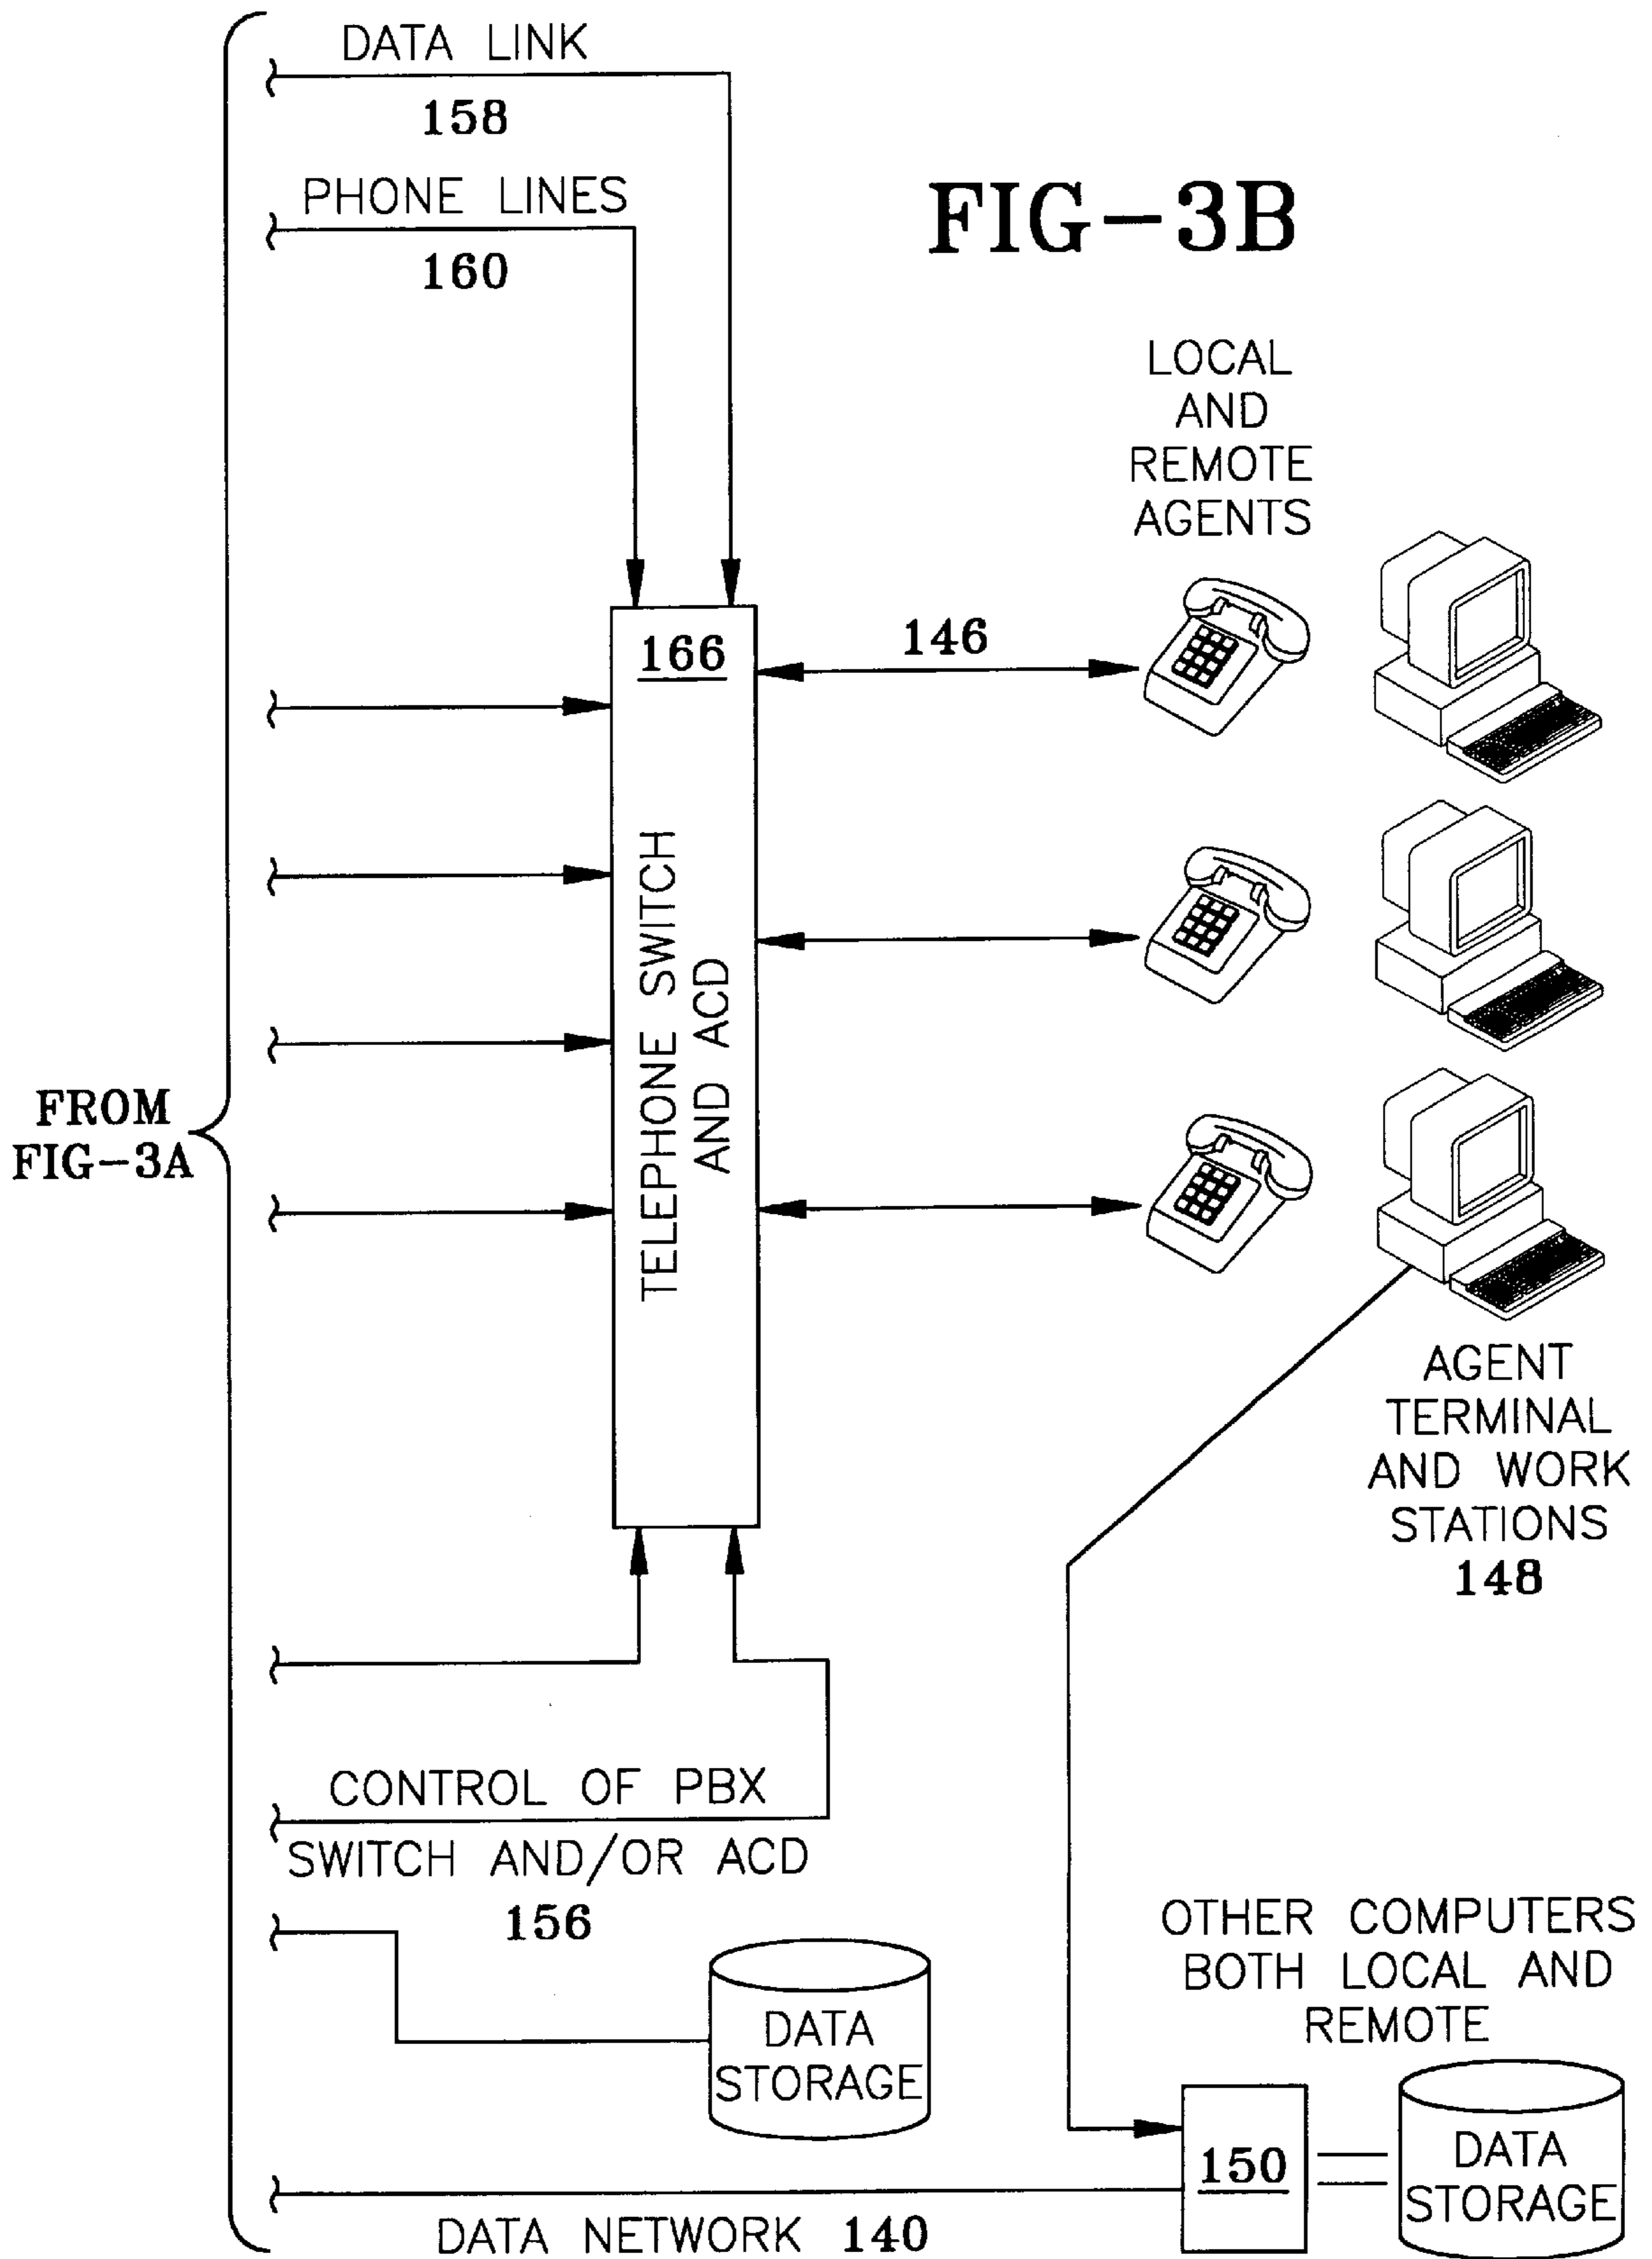 DATA LINK
158
PHONE LINES
160
FIG-3B
LOCAL
AND
REMOTE
AGENTS
166
146
TELEPHONE SWITCH
AND ACD
FROM
FIG-3A
AGENT
TERMINAL
AND WORK
STATIONS
148
CONTROL OF PBX
SWITCH AND/OR ACD
156
OTHER COMPUTERS
BOTH LOCAL AND
REMOTE
DATA
STORAGE
150
DATA
STORAGE
DATA NETWORK 140